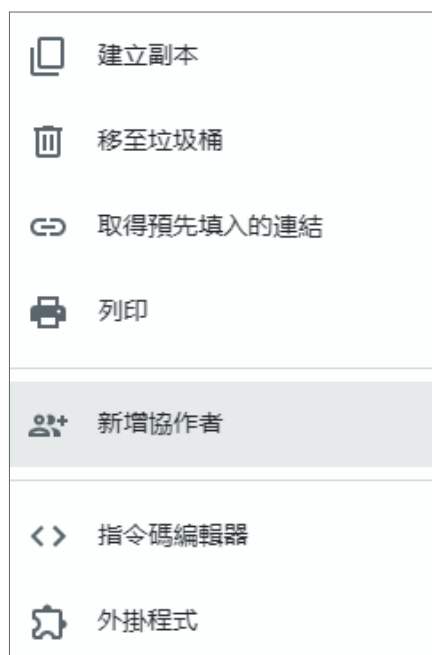 建立副本
移至垃圾桶
取得預先填入的連結
列印
新增協作者
指令碼編輯器
外掛程式